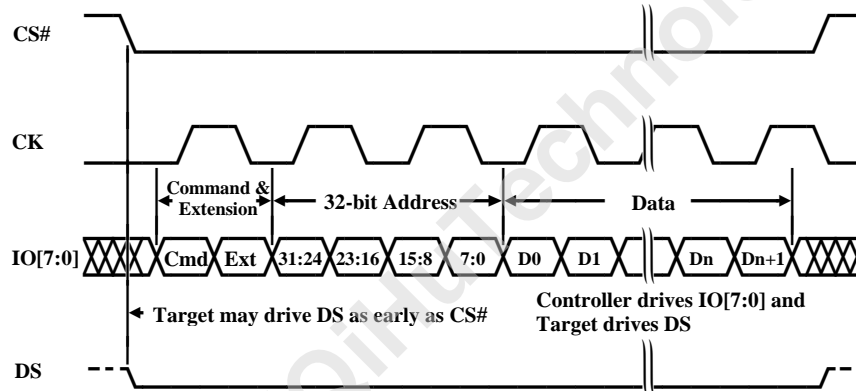 CS#
CK
Command &
Extension
32-bit Address
Data
IO[7:0]
Cmd
Ext
31:24
23:16
15:8
7:0
D0
D1
Dn
Dn+1
Target may drive DS as early as CS#
Controller drives IO[7:0] and
Target drives DS
DS
QiHuTechnol